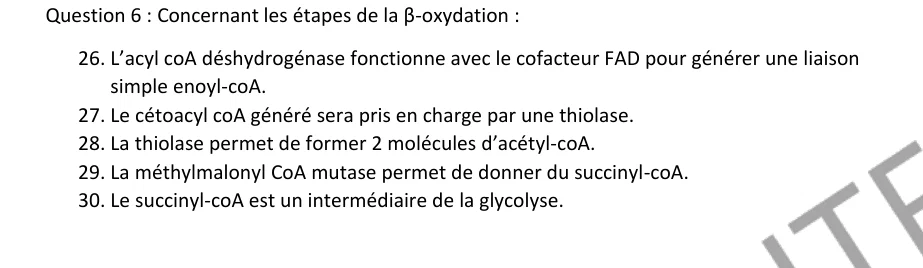 Question 6 : Concernant les étapes de la β-oxydation :
26. L’acyl coA déshydrogénase fonctionne avec le cofacteur FAD pour générer une liaison
simple enoyl-coA.
27. Le cétoacyl coA généré sera pris en charge par une thiolase.
28. La thiolase permet de former 2 molécules d’acétyl-coA.
29. La méthylmalonyl CoA mutase permet de donner du succinyl-coA.
30. Le succinyl-coA est un intermédiaire de la glycolyse.